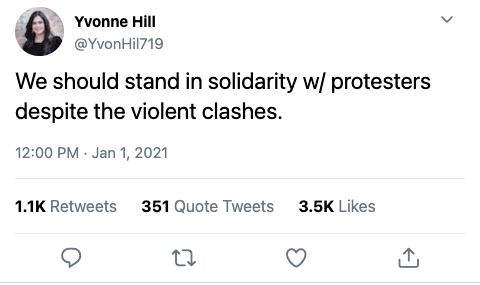 Yvonne Hill
@YvonHil719
We should stand in solidarity w/ protesters
despite the violent clashes.
12:00 PM · Jan 1, 2021
1.1K Retweets 351 Quote Tweets 3.5K Likes